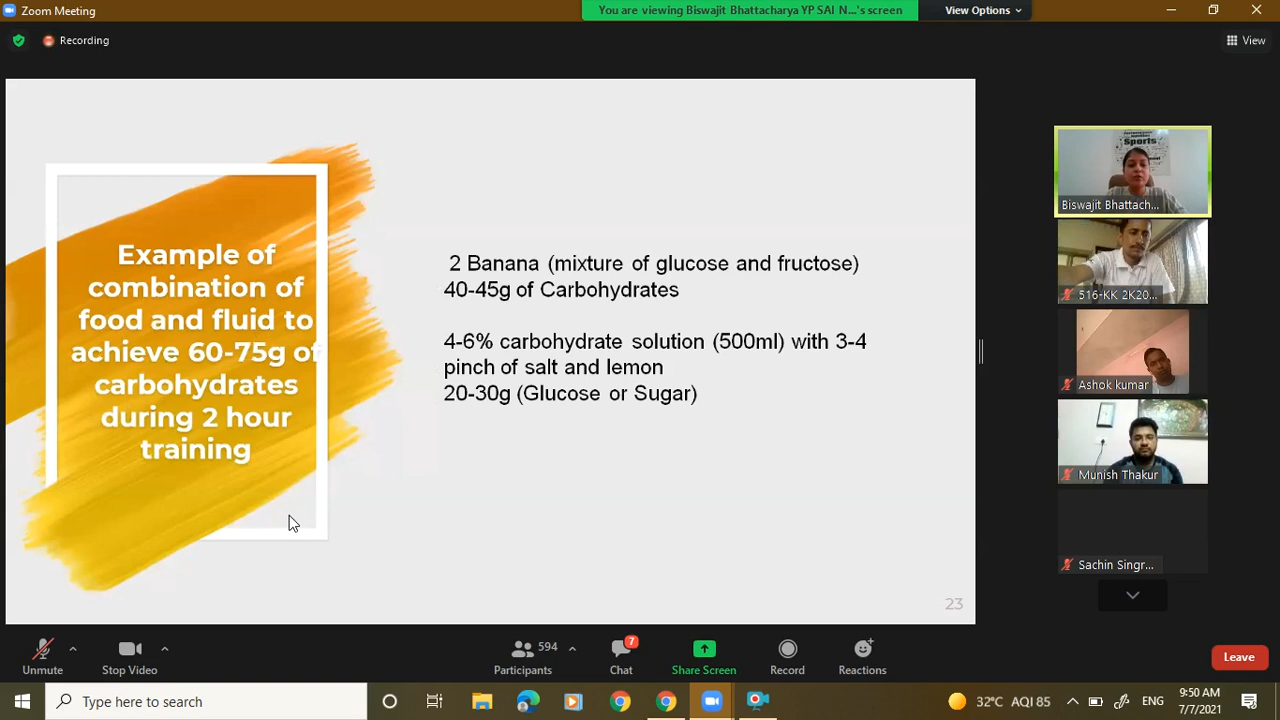 Zoom Meeting
You are viewing Biswajit Bhattacharya YP SAI N...'s screen
View Options
Recording
View
Example of
combination of
food and fluid to
achieve 60-75g of
carbohydrates
during 2 hour
training
2 Banana (mixture of glucose and fructose)
40-45g of Carbohydrates
4-6% carbohydrate solution (500ml) with 3-4
pinch of salt and lemon
20-30g (Glucose or Sugar)
23
Sports
Biswajit Bhattach...
516-KK 2K20...
Ashok kumar
Munish Thakur
Sachin Singr...
Unmute
Stop Video
594
Participants
7
Chat
Share Screen
Record
Reactions
Leave
Type here to search
32°C AQI 85
ENG
9:50 AM
7/7/2021